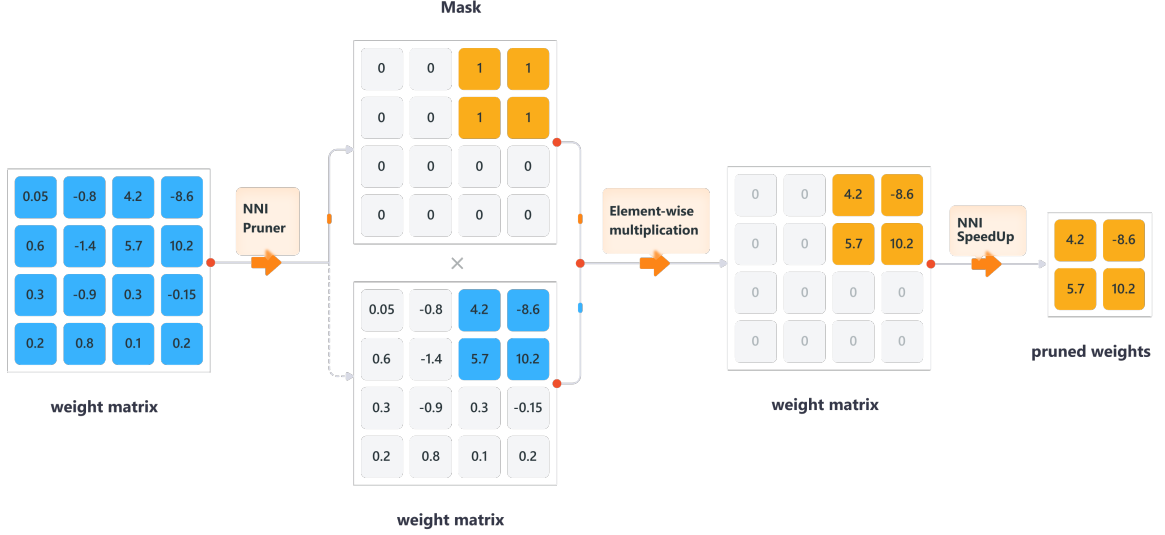 Mask
0 0 1 1
0 0 1 1
0 0 0 0
0 0 0 0
0.05 -0.8 4.2 -8.6
0.6 -1.4 5.7 10.2
0.3 -0.9 0.3 -0.15
0.2 0.8 0.1 0.2
weight matrix
NNI
Pruner
×
0.05 -0.8 4.2 -8.6
0.6 -1.4 5.7 10.2
0.3 -0.9 0.3 -0.15
0.2 0.8 0.1 0.2
weight matrix
Element-wise
multiplication
0 0 4.2 -8.6
0 0 5.7 10.2
0 0 0 0
0 0 0 0
weight matrix
NNI
SpeedUp
4.2 -8.6
5.7 10.2
pruned weights